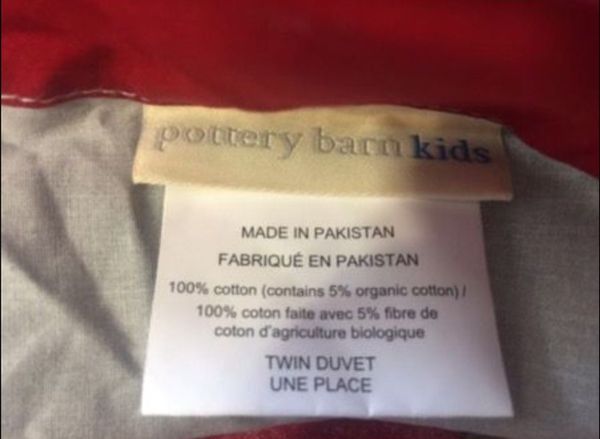 pottery barn kids
MADE IN PAKISTAN
FABRIQUÉ EN PAKISTAN
100% cotton (contains 5% organic cotton) /
100% coton faite avec 5% fibre de
coton d'agriculture biologique
TWIN DUVET
UNE PLACE